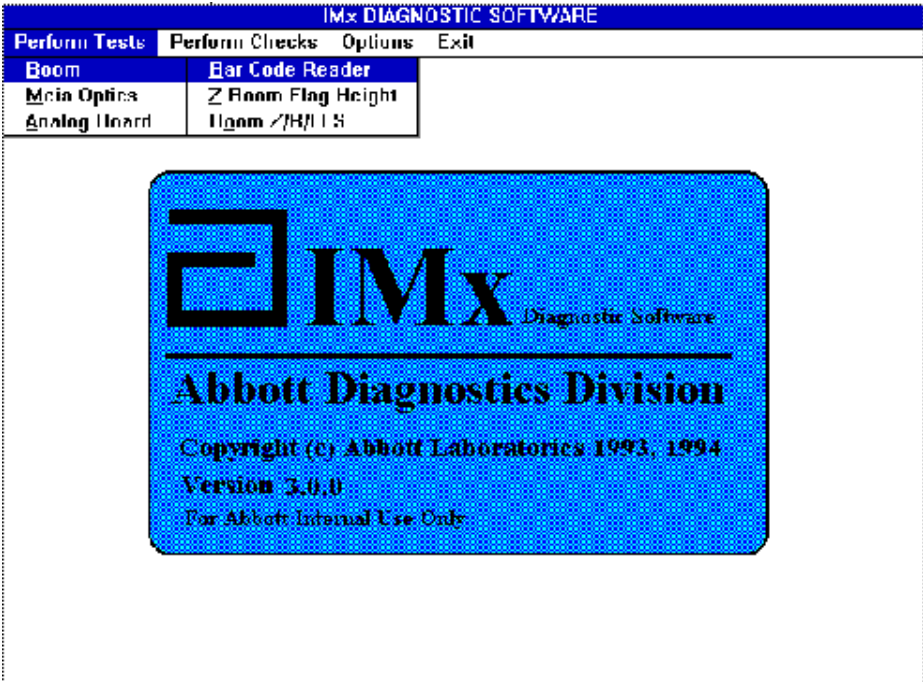 IMx DIAGNOSTIC SOFTWARE
Perform Tests Perform Checks Options Exit
Boom Bar Code Reader
Meia Optics Z Boom Flag Height
Analog Board Boom
IMx Diagnostic Software
Abbott Diagnostics Division
Copyright (c) Abbott Laboratories 1993, 1994
Version 3.0.0
For Abbott Internal Use Only